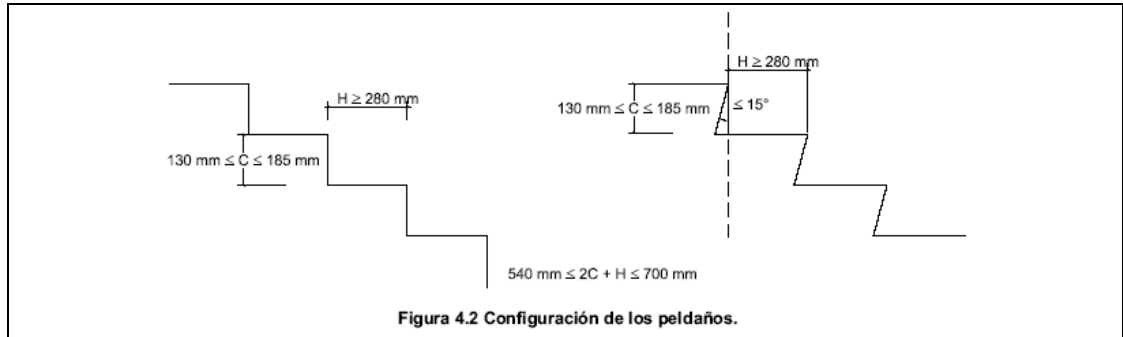 H ≥ 280 mm
130 mm ≤ C ≤ 185 mm
H ≥ 280 mm
130 mm ≤ C ≤ 185 mm
≤ 15°
540 mm ≤ 2C + H ≤ 700 mm
Figura 4.2 Configuración de los peldaños.